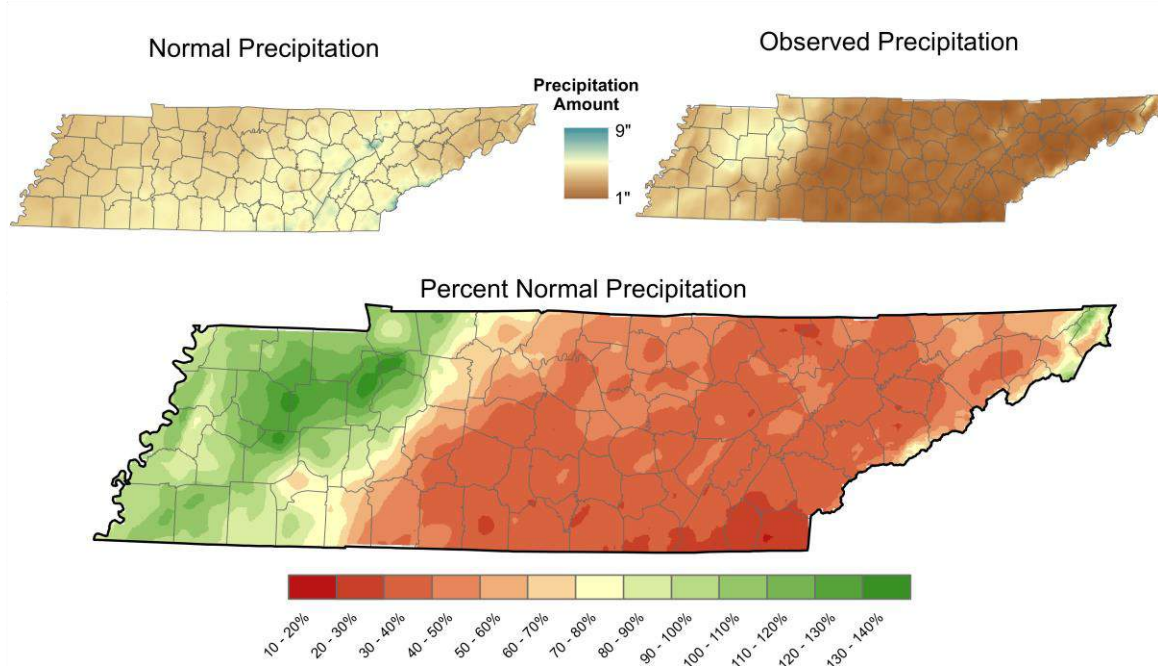 Normal Precipitation
Observed Precipitation
Precipitation
Amount
9"
1"
Percent Normal Precipitation
10 - 20%
20 - 30%
30 - 40%
40 - 50%
50 - 60%
60 - 70%
70 - 80%
80 - 90%
90 - 100%
100 - 110%
110 - 120%
120 - 130%
130 - 140%